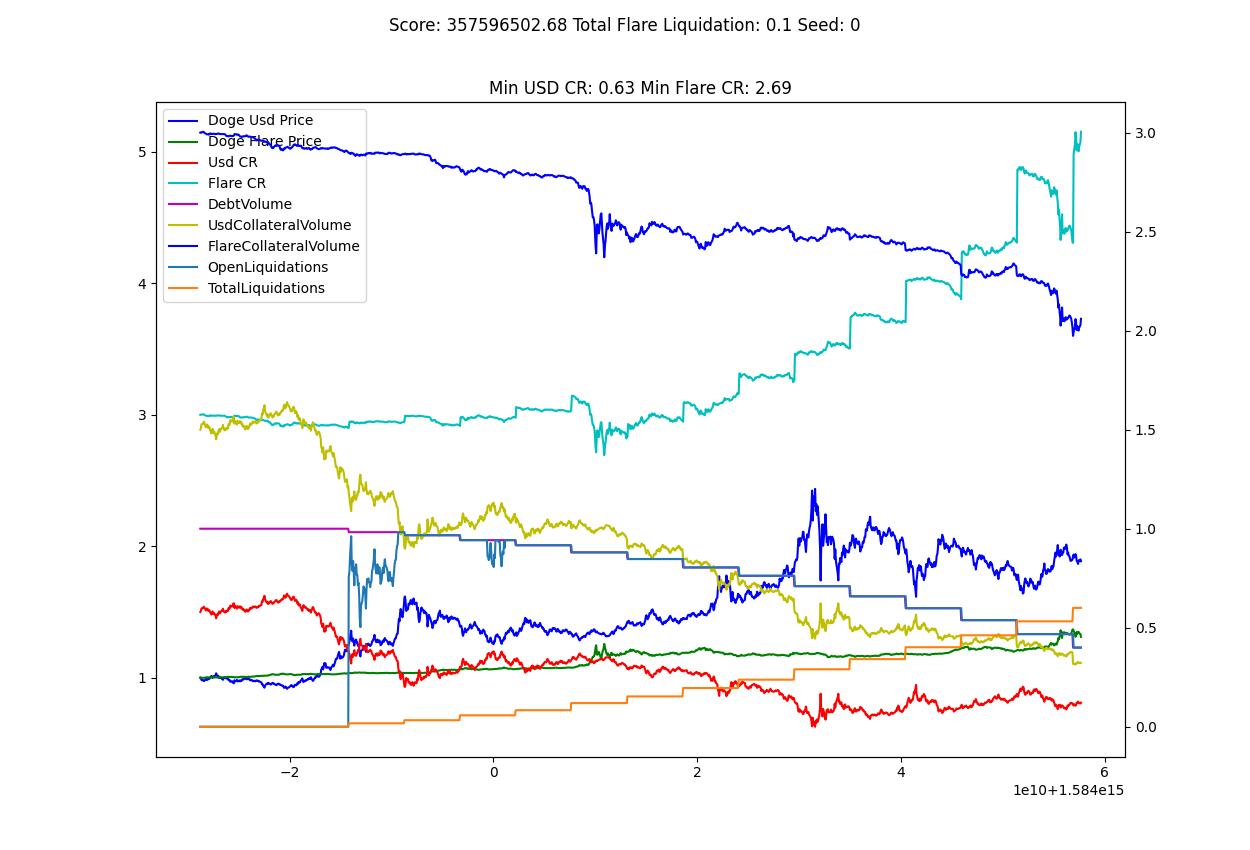 Score: 357596502.68 Total Flare Liquidation: 0.1 Seed: 0
Min USD CR: 0.63 Min Flare CR: 2.69
Doge Usd Price
Doge Flare Price
Usd CR
Flare CR
DebtVolume
UsdCollateralVolume
FlareCollateralVolume
OpenLiquidations
TotalLiquidations
5
4
3
2
1
3.0
2.5
2.0
1.5
1.0
0.5
0.0
−2 0 2 4 6
1e10+1.584e15